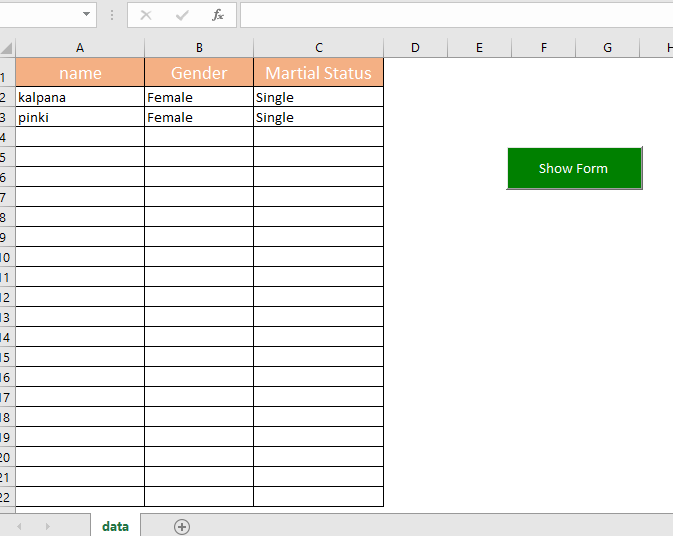 fx
A B C D E F G H
1 name Gender Martial Status
2 kalpana Female Single
3 pinki Female Single
4
5
Show Form
6
7
8
9
10
11
12
13
14
15
16
17
18
19
20
21
22
data